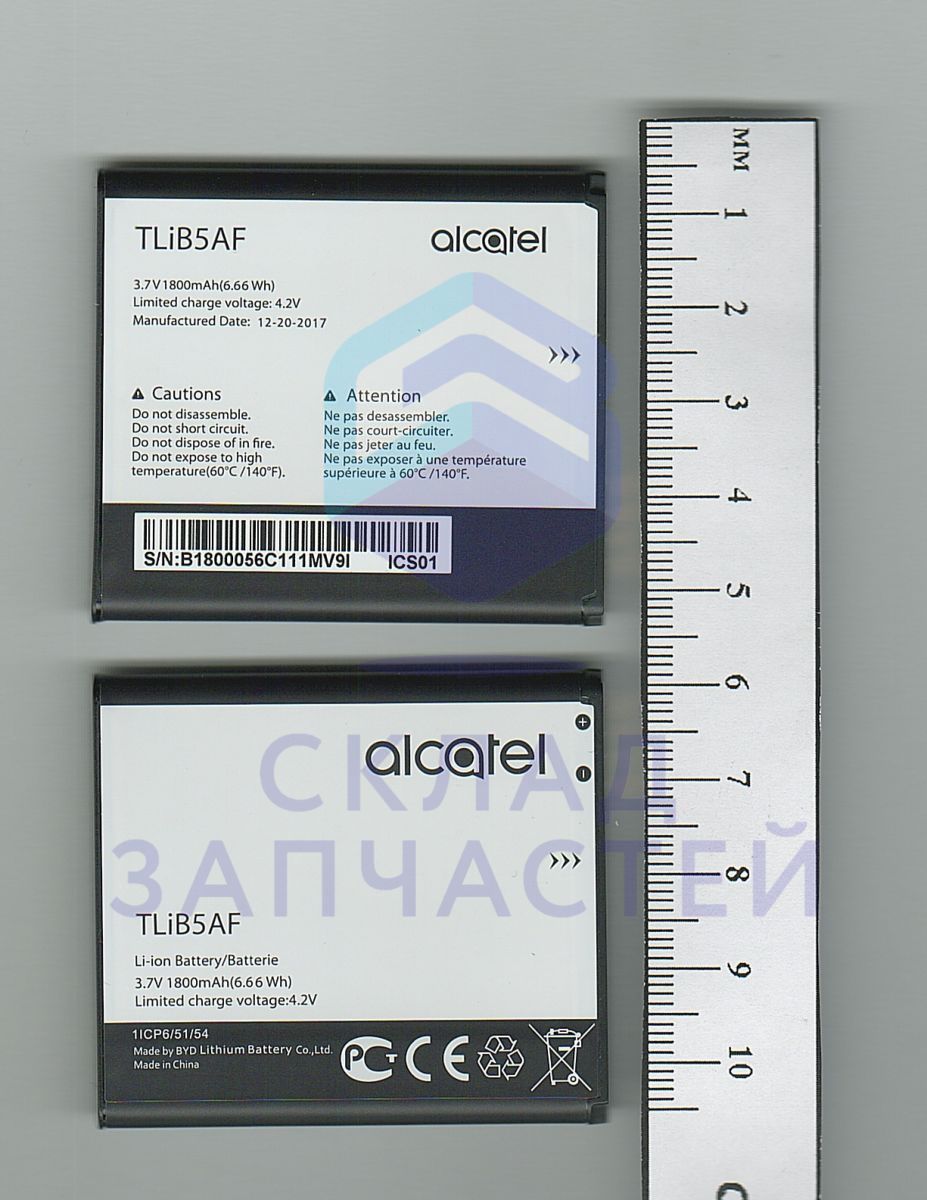 TLiB5AF
alcatel
3.7V 1800mAh(6.66 Wh)
Limited charge voltage: 4.2V
Manufactured Date: 12-20-2017
Cautions
Do not disassemble.
Do not short circuit.
Do not dispose of in fire.
Do not expose to high
temperature(60°C /140°F).
Attention
Ne pas desassembler.
Ne pas court-circuiter.
Ne pas jeter au feu.
Ne pas exposer à une température
supérieure à 60°C /140°F.
S/N:B1800056C111MV9I ICS01
alcatel
+
-
СКЛАД
ЗАПЧАСТЕЙ
TLiB5AF
Li-ion Battery/Batterie
3.7V 1800mAh(6.66 Wh)
Limited charge voltage:4.2V
1ICP6/51/54
Made by BYD Lithium Battery Co.,Ltd.
Made in China
PCT CE
MM
1
2
3
4
5
6
7
8
9
10